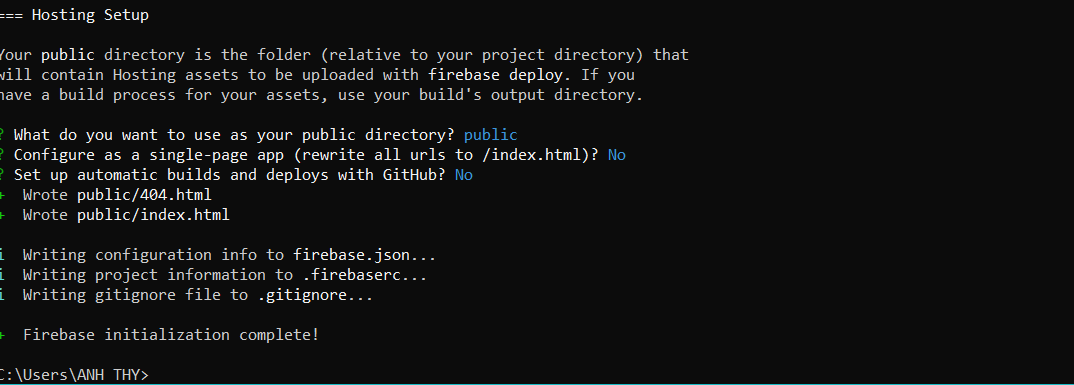 === Hosting Setup
Your public directory is the folder (relative to your project directory) that
will contain Hosting assets to be uploaded with firebase deploy. If you
have a build process for your assets, use your build's output directory.
? What do you want to use as your public directory? public
? Configure as a single-page app (rewrite all urls to /index.html)? No
? Set up automatic builds and deploys with GitHub? No
+  Wrote public/404.html
+  Wrote public/index.html
i  Writing configuration info to firebase.json...
i  Writing project information to .firebaserc...
i  Writing gitignore file to .gitignore...
+  Firebase initialization complete!
C:\Users\ANH THY>